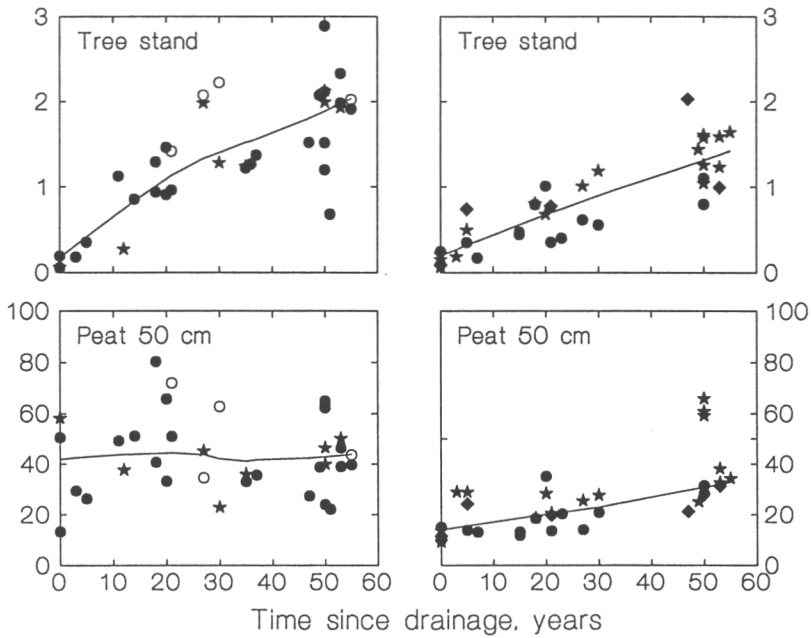 3 Tree stand Tree stand 3
2 2
1 1
0 0
100 Peat 50 cm Peat 50 cm 100
80 80
60 60
40 40
20 20
0 0
0 10 20 30 40 50 60 0 10 20 30 40 50 60
Time since drainage, years